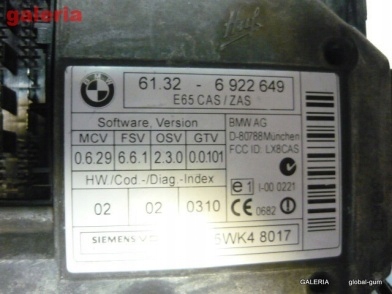 galeria
BMW
61.32 - 6 922 649
E65 CAS / ZAS
Software, Version
MCV FSV OSV GTV
0.6.29 6.6.1 2.3.0 0.0.101
HW./Cod -/Diag -Index
02 02 0310
BMW AG
D-80788 München
FCC ID: LX8CAS
e1 I-00 0221
CE 0682
SIEMENS
5WK4 8017
GALERIA global-gum